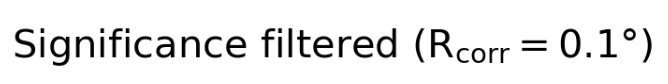 Significance filtered (R_corr = 0.1°)